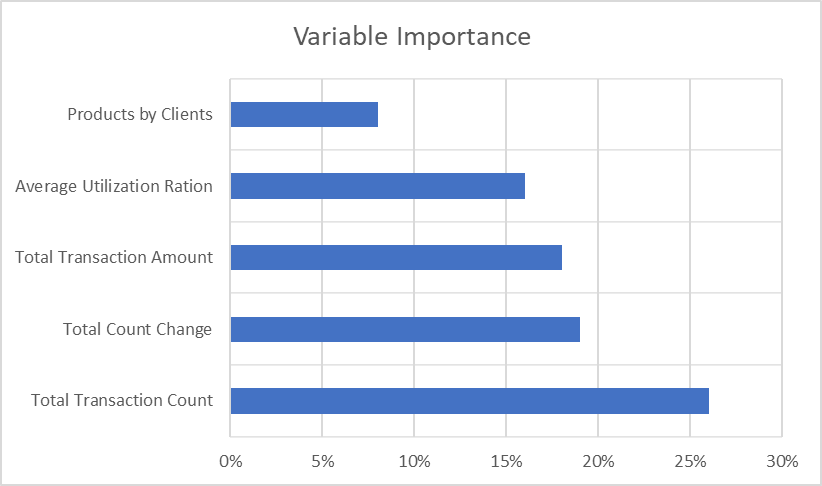 Variable Importance
Products by Clients
Average Utilization Ration
Total Transaction Amount
Total Count Change
Total Transaction Count
0% 5% 10% 15% 20% 25% 30%